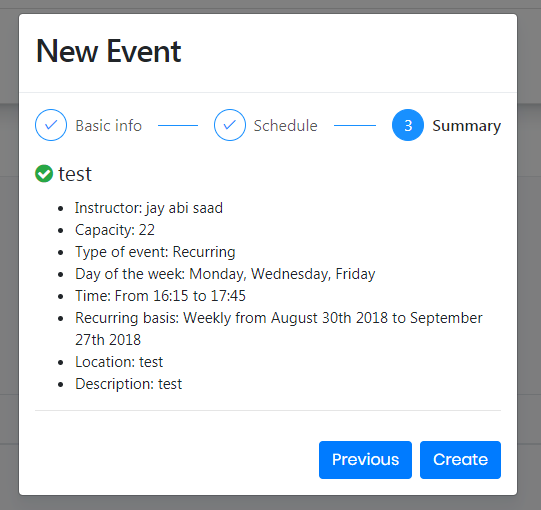 New Event
Basic info
Schedule
3 Summary
test
Instructor: jay abi saad
Capacity: 22
Type of event: Recurring
Day of the week: Monday, Wednesday, Friday
Time: From 16:15 to 17:45
Recurring basis: Weekly from August 30th 2018 to September
27th 2018
Location: test
Description: test
Previous
Create